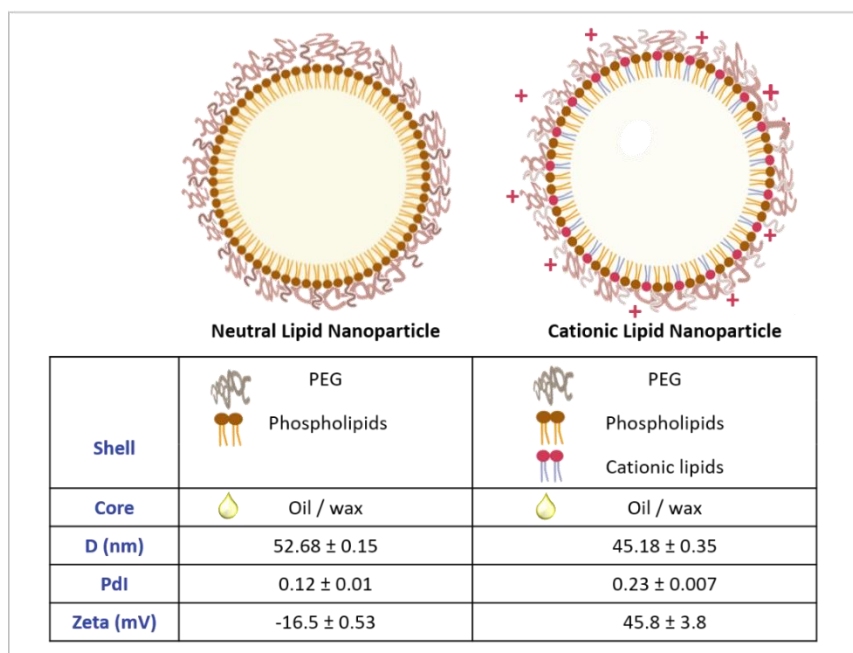 + +
+ +
+
+ +
+ +
+ +
Neutral Lipid Nanoparticle Cationic Lipid Nanoparticle
Shell PEG PEG
Phospholipids Phospholipids
Cationic lipids
Core Oil / wax Oil / wax
D (nm) 52.68 ± 0.15 45.18 ± 0.35
PdI 0.12 ± 0.01 0.23 ± 0.007
Zeta (mV) -16.5 ± 0.53 45.8 ± 3.8